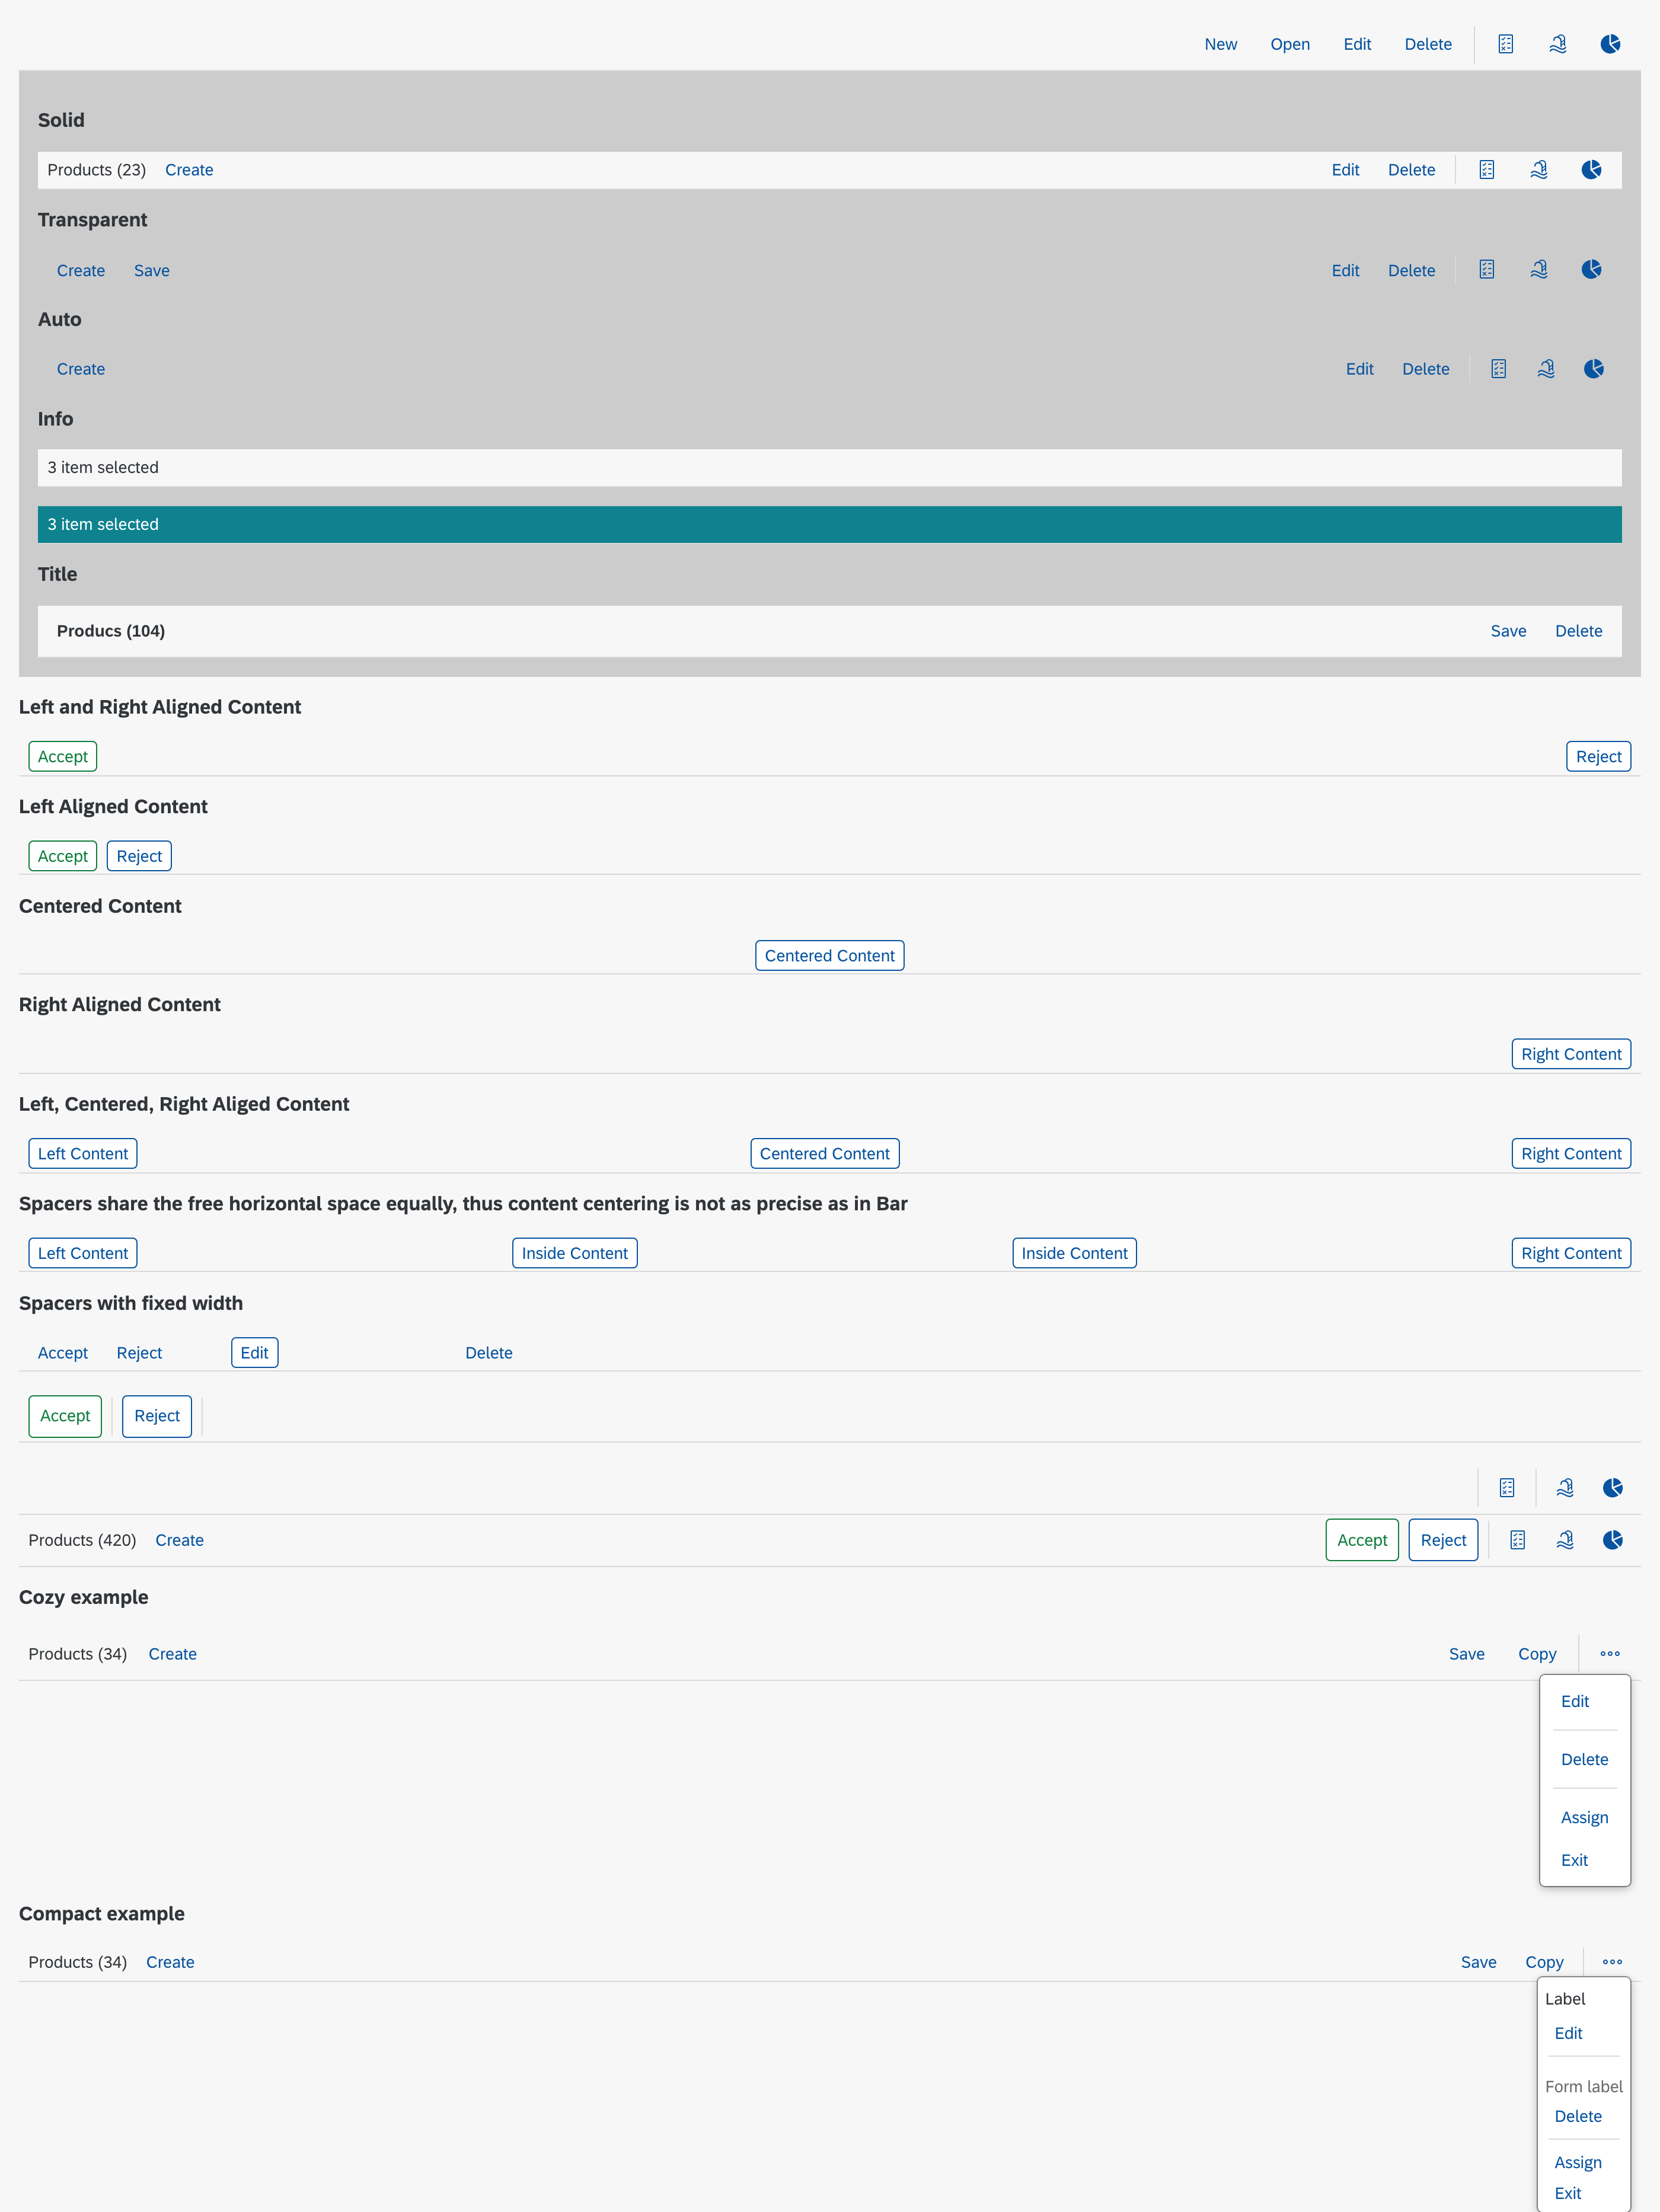 New Open Edit Delete
Solid
Products (23) Create Edit Delete
Transparent
Create Save Edit Delete
Auto
Create Edit Delete
Info
3 item selected
3 item selected
Title
Producs (104) Save Delete
Left and Right Aligned Content
Accept Reject
Left Aligned Content
Accept Reject
Centered Content
Centered Content
Right Aligned Content
Right Content
Left, Centered, Right Aliged Content
Left Content Centered Content Right Content
Spacers share the free horizontal space equally, thus content centering is not as precise as in Bar
Left Content Inside Content Inside Content Right Content
Spacers with fixed width
Accept Reject Edit Delete
Accept Reject
Products (420) Create Accept Reject
Cozy example
Products (34) Create Save Copy
Edit
Delete
Assign
Exit
Compact example
Products (34) Create Save Copy
Label
Edit
Form label
Delete
Assign
Exit